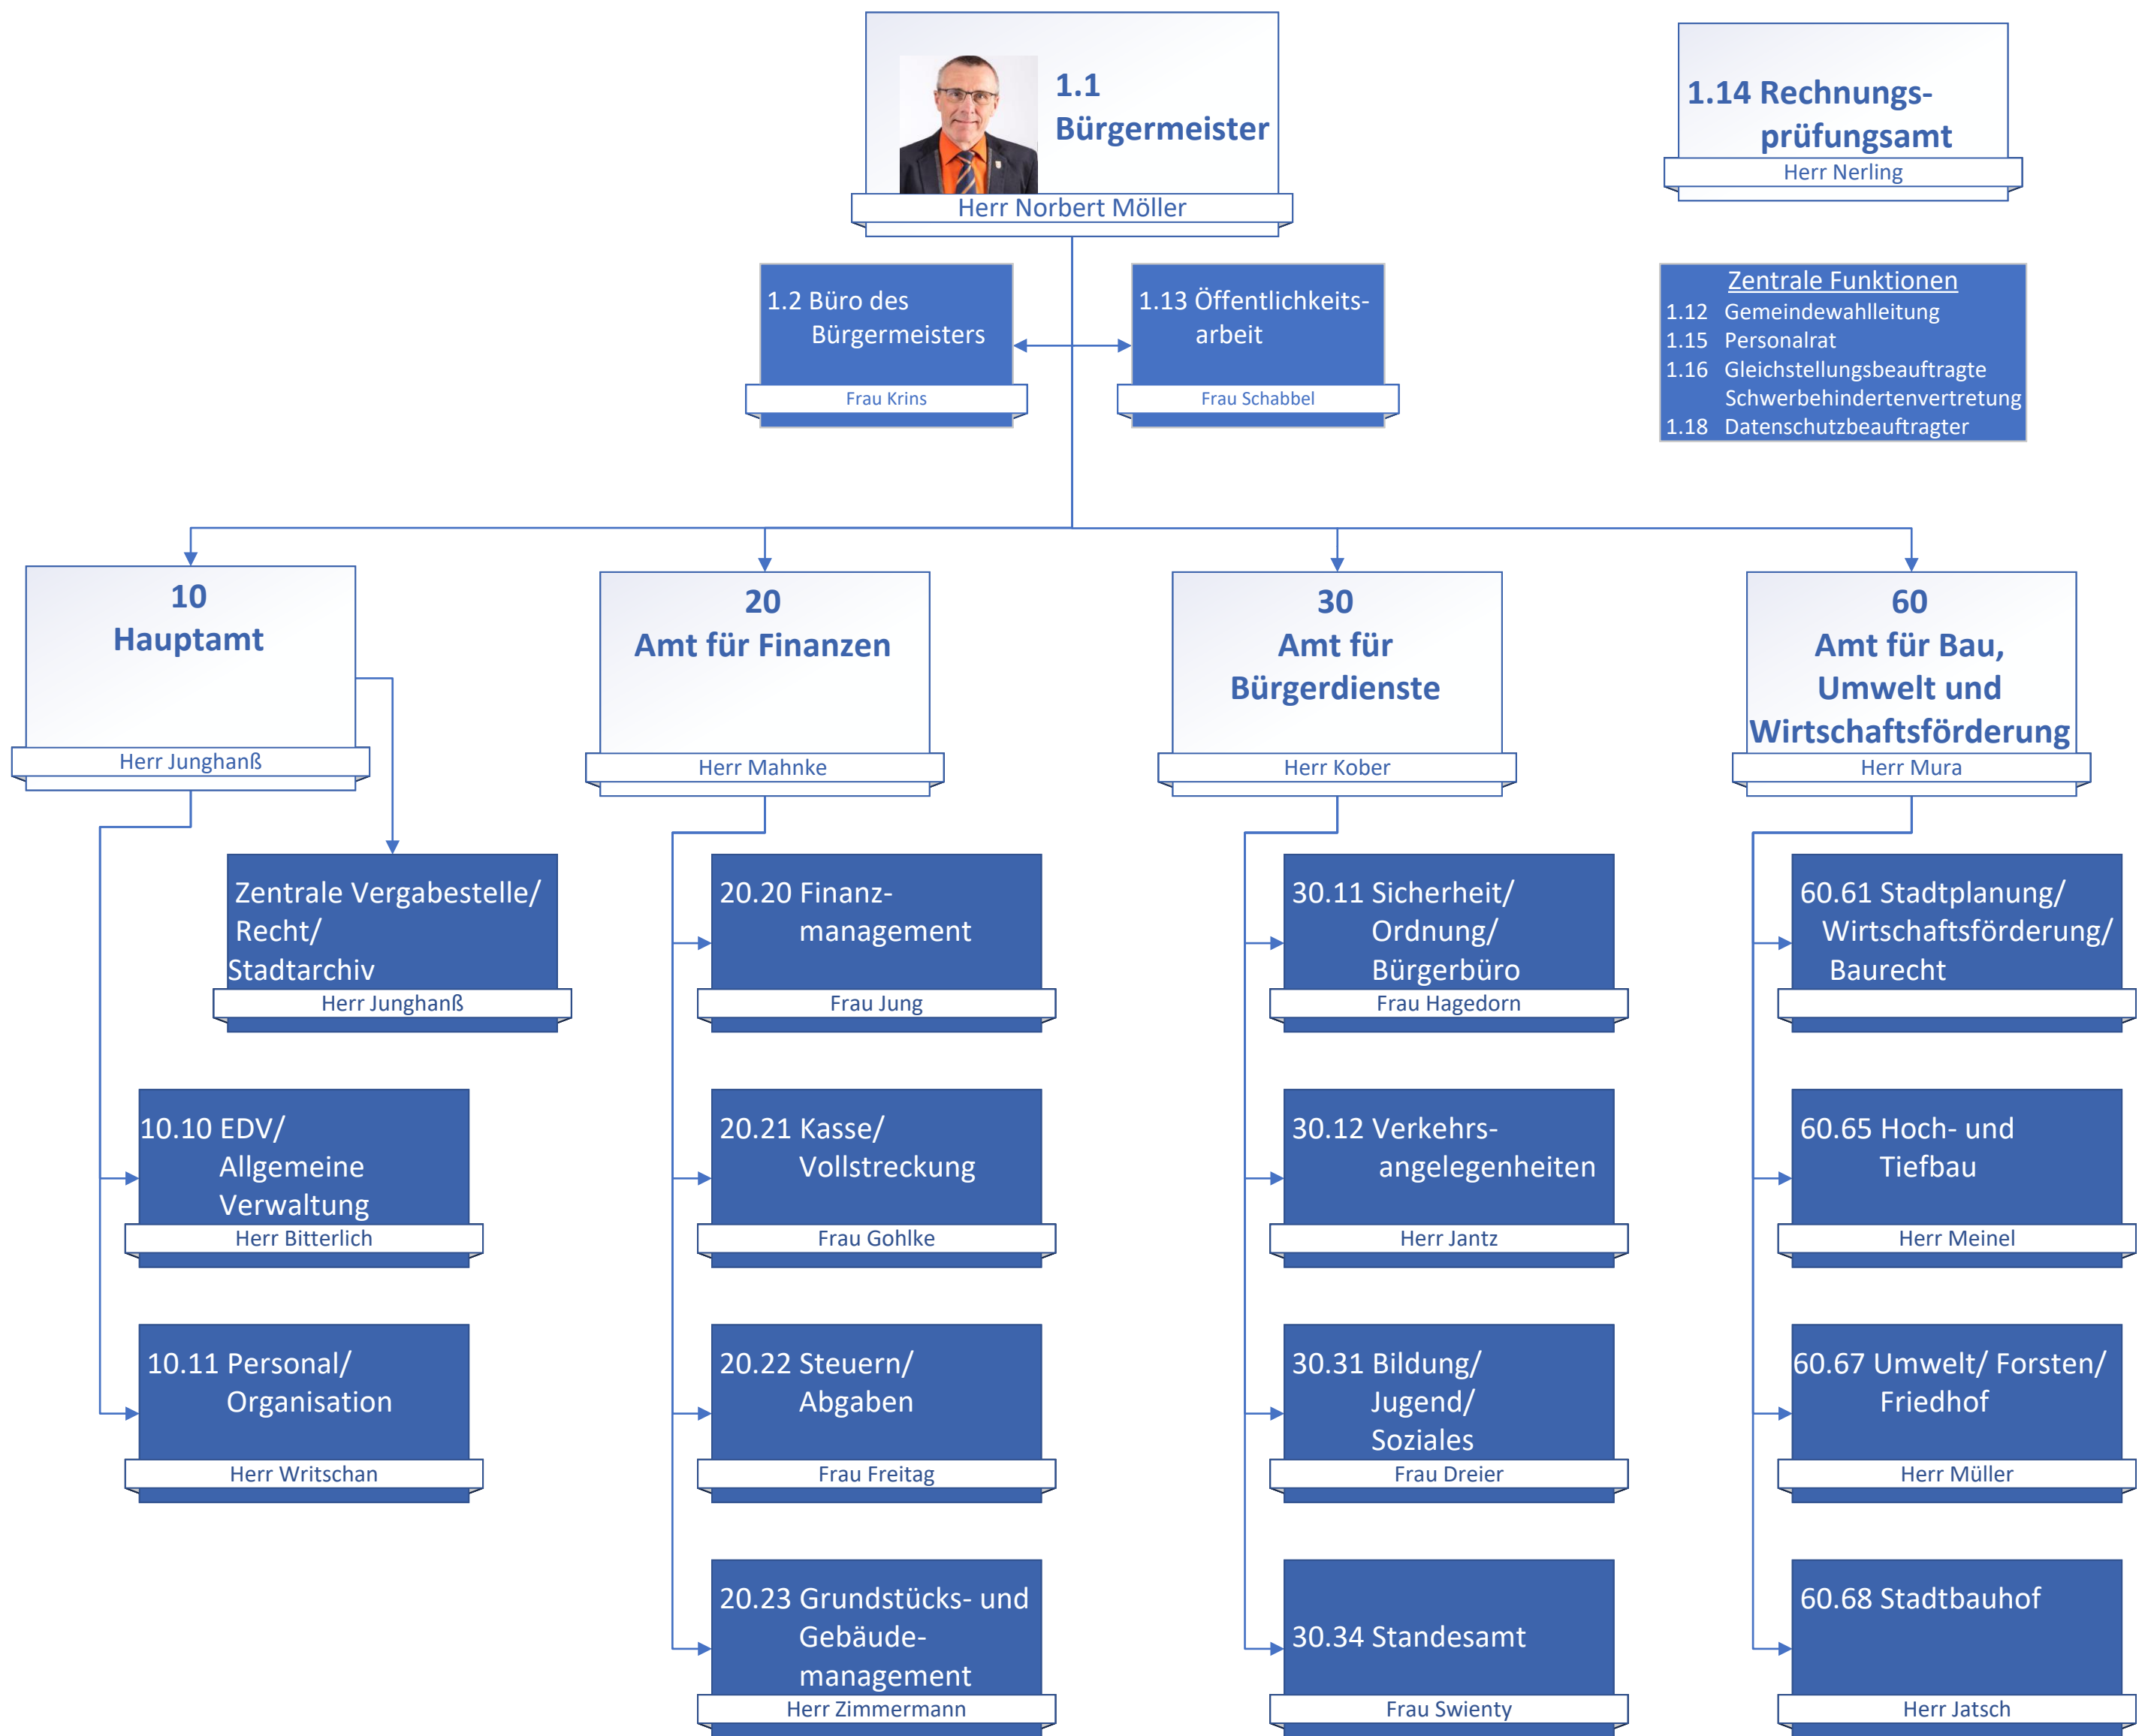 1.1
Bürgermeister
Herr Norbert Möller
1.14 Rechnungs-
prüfungsamt
Herr Nerling
1.2 Büro des
Bürgermeisters
Frau Krins
1.13 Öffentlichkeits-
arbeit
Frau Schabbel
Zentrale Funktionen
1.12 Gemeindewahlleitung
1.15 Personalrat
1.16 Gleichstellungsbeauftragte
Schwerbehindertenvertretung
1.18 Datenschutzbeauftragter
10
Hauptamt
Herr Junghanß
20
Amt für Finanzen
Herr Mahnke
30
Amt für
Bürgerdienste
Herr Kober
60
Amt für Bau,
Umwelt und
Wirtschaftsförderung
Herr Mura
Zentrale Vergabestelle/
Recht/
Stadtarchiv
Herr Junghanß
20.20 Finanz-
management
Frau Jung
30.11 Sicherheit/
Ordnung/
Bürgerbüro
Frau Hagedorn
60.61 Stadtplanung/
Wirtschaftsförderung/
Baurecht
10.10 EDV/
Allgemeine
Verwaltung
Herr Bitterlich
20.21 Kasse/
Vollstreckung
Frau Gohlke
30.12 Verkehrs-
angelegenheiten
Herr Jantz
60.65 Hoch- und
Tiefbau
Herr Meinel
10.11 Personal/
Organisation
Herr Writschan
20.22 Steuern/
Abgaben
Frau Freitag
30.31 Bildung/
Jugend/
Soziales
Frau Dreier
60.67 Umwelt/ Forsten/
Friedhof
Herr Müller
20.23 Grundstücks- und
Gebäude-
management
Herr Zimmermann
30.34 Standesamt
Frau Swienty
60.68 Stadtbauhof
Herr Jatsch